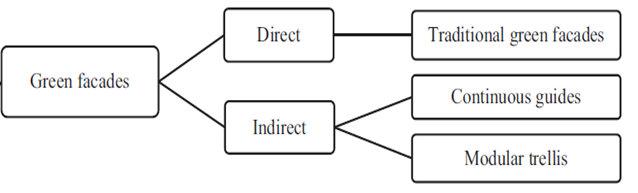 Green facades
Direct
Traditional green facades
Indirect
Continuous guides
Modular trellis